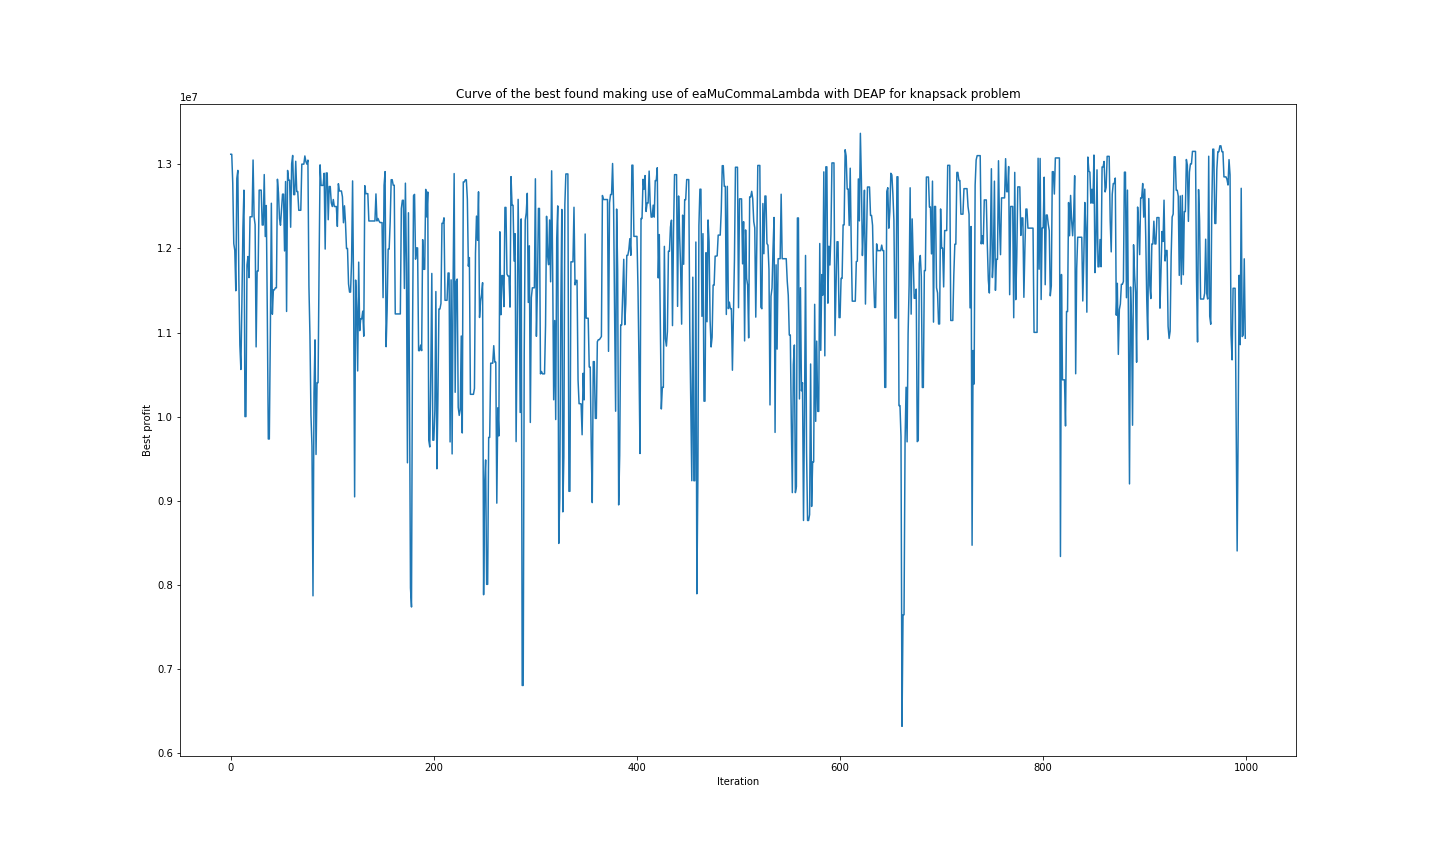 Curve of the best found making use of eaMuCommaLambda with DEAP for knapsack problem
1e7
1.3
1.2
1.1
1.0
0.9
0.8
0.7
0.6
Best profit
0 200 400 600 800 1000
Iteration